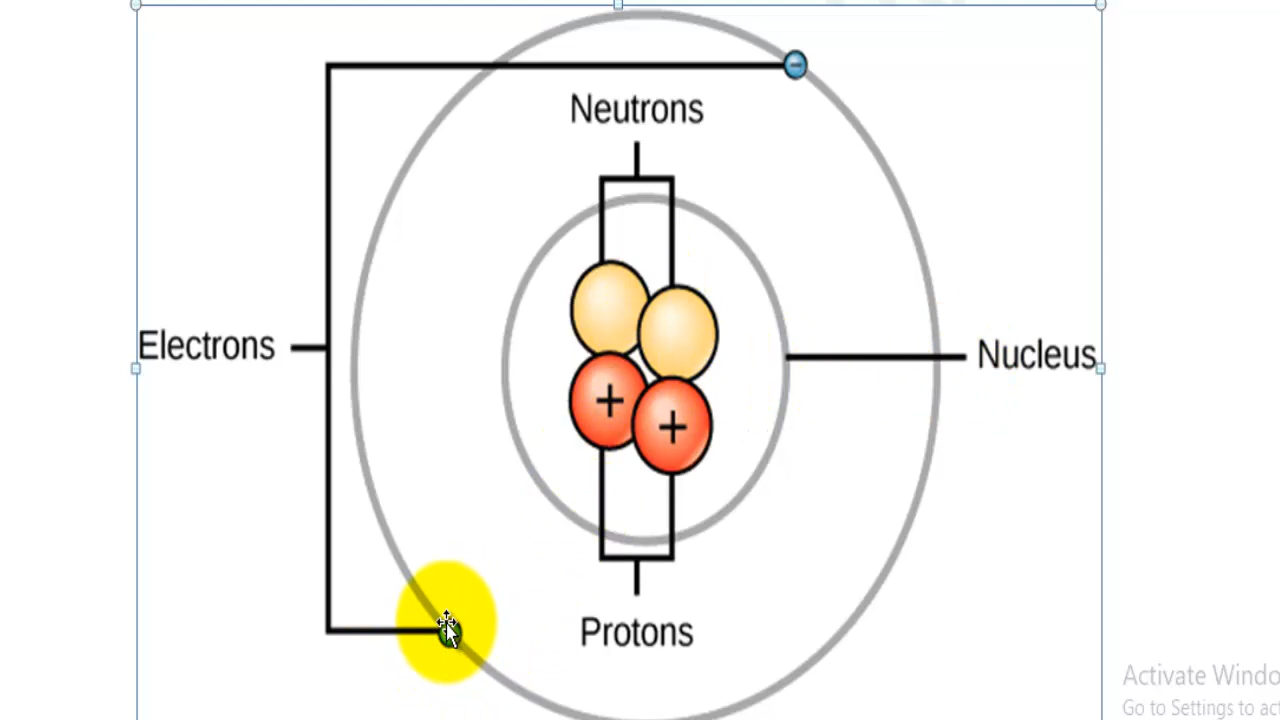 −
Neutrons
Electrons
Nucleus
+
+
Protons
Activate Windo
Go to Settings to ac